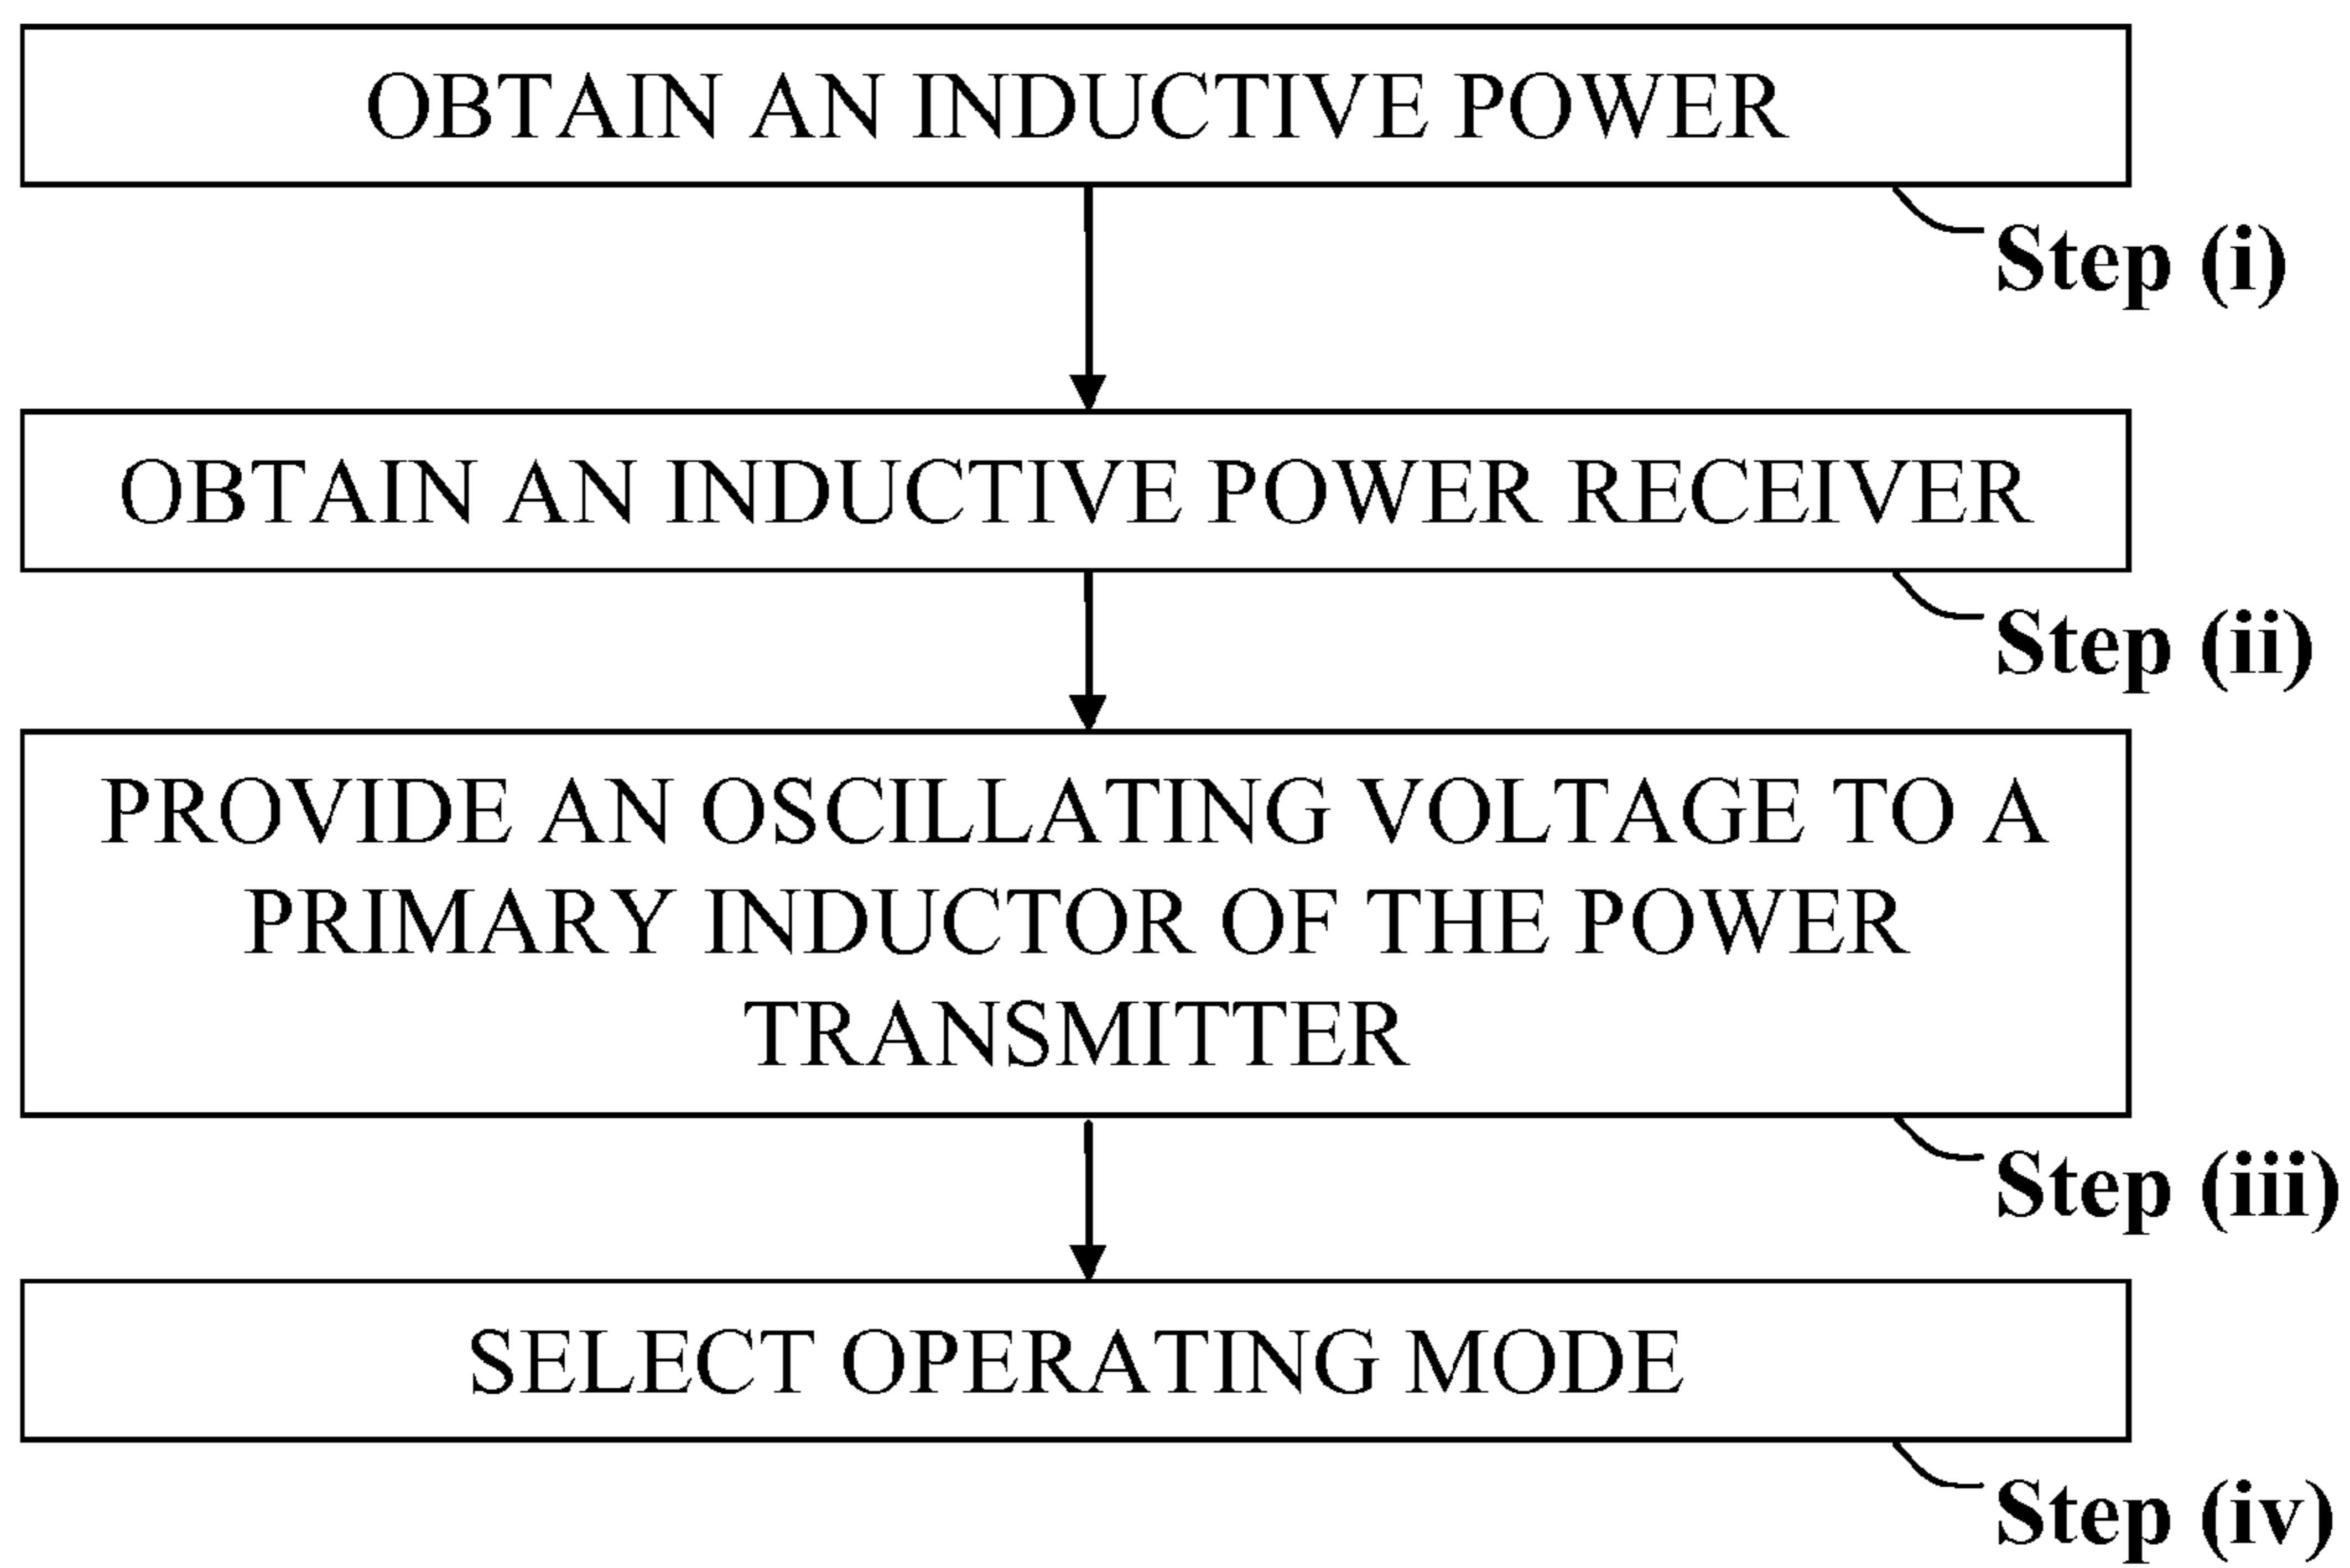 OBTAIN AN INDUCTIVE POWER
Step (i)
OBTAIN AN INDUCTIVE POWER RECEIVER
Step (ii)
PROVIDE AN OSCILLATING VOLTAGE TO A
PRIMARY INDUCTOR OF THE POWER
TRANSMITTER
Step (iii)
SELECT OPERATING MODE
Step (iv)